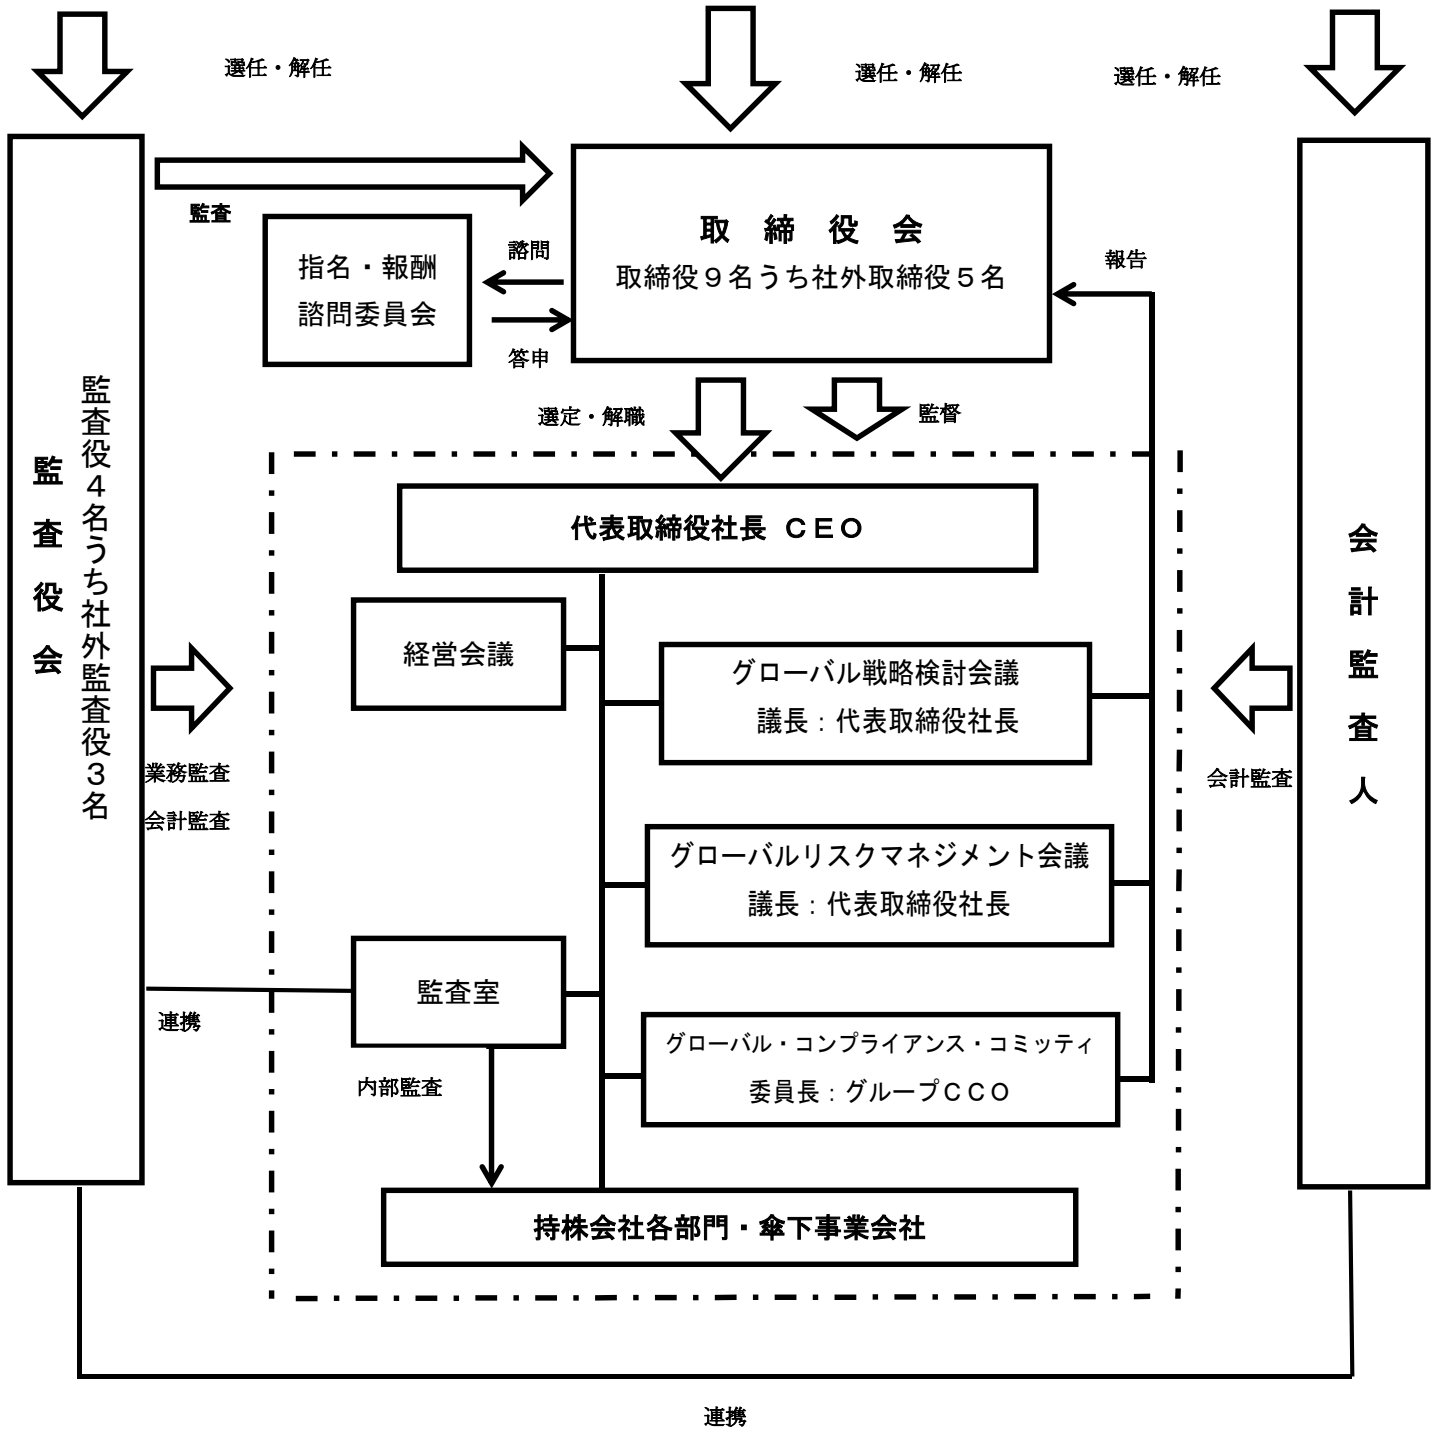 選任・解任
選任・解任
選任・解任
監査
取締役会
取締役９名うち社外取締役５名
指名・報酬
諮問委員会
諮問
答申
報告
選定・解職
監督
監査役会
監査役４名うち社外監査役３名
代表取締役社長 ＣＥＯ
会計監査人
経営会議
グローバル戦略検討会議
議長：代表取締役社長
業務監査
会計監査
会計監査
グローバルリスクマネジメント会議
議長：代表取締役社長
監査室
連携
グローバル・コンプライアンス・コミッティ
委員長：グループＣＣＯ
内部監査
持株会社各部門・傘下事業会社
連携